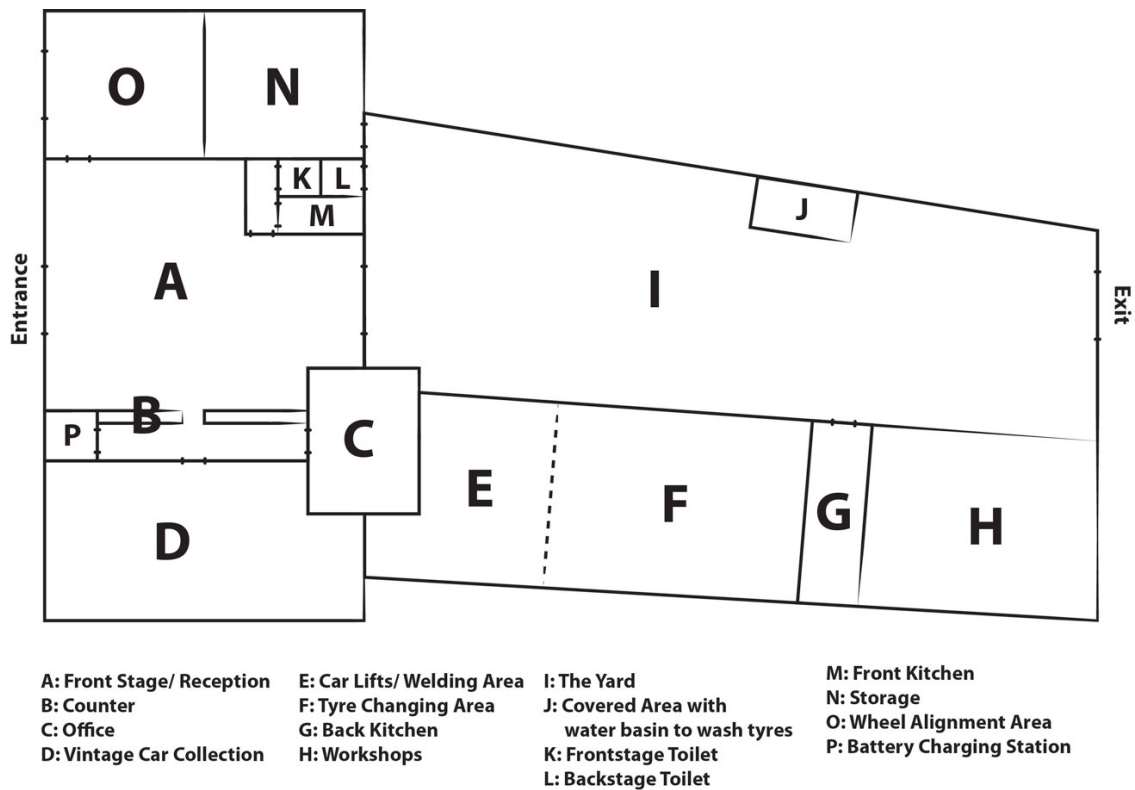 O
N
K
L
M
J
A
I
Entrance
Exit
B
P
C
E
F
G
H
D
A: Front Stage/ Reception
B: Counter
C: Office
D: Vintage Car Collection
E: Car Lifts/ Welding Area
F: Tyre Changing Area
G: Back Kitchen
H: Workshops
I: The Yard
J: Covered Area with
water basin to wash tyres
K: Frontstage Toilet
L: Backstage Toilet
M: Front Kitchen
N: Storage
O: Wheel Alignment Area
P: Battery Charging Station